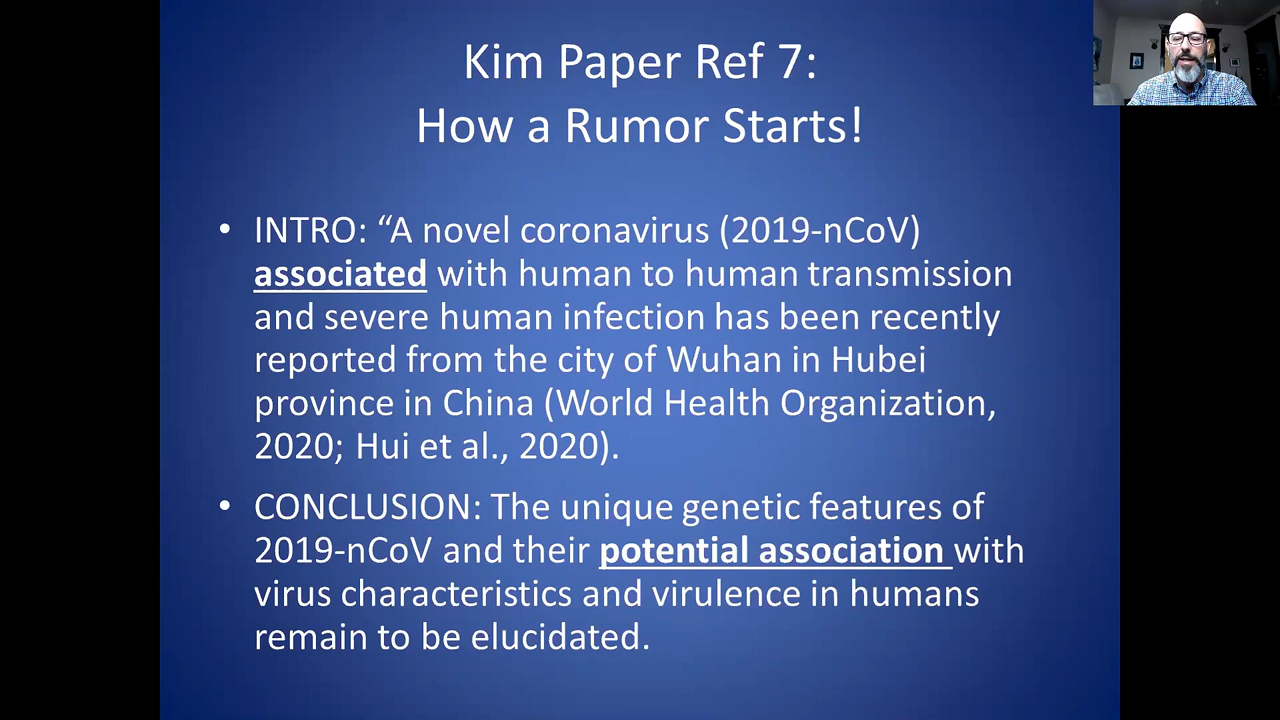 Kim Paper Ref 7:
How a Rumor Starts!
• INTRO: “A novel coronavirus (2019-nCoV)
associated with human to human transmission
and severe human infection has been recently
reported from the city of Wuhan in Hubei
province in China (World Health Organization,
2020; Hui et al., 2020).
• CONCLUSION: The unique genetic features of
2019-nCoV and their potential association with
virus characteristics and virulence in humans
remain to be elucidated.